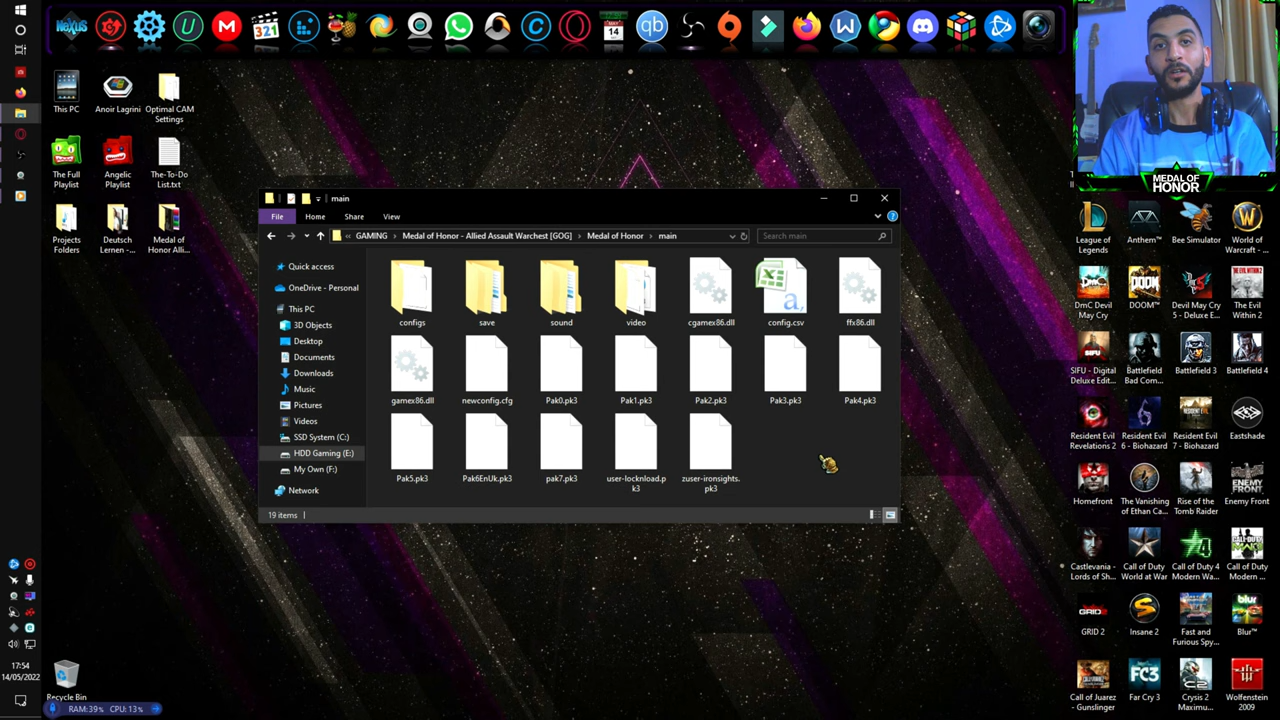 NEXUS
321
MAY
14
This PC
Anoir Lagrini
Optimal CAM
Settings
The Full
Playlist
Angelic
Playlist
The-To-Do
List.txt
Projects
Folders
Deutsch
Lernen -...
Medal of
Honor Alli...
MEDAL OF
HONOR
main
File
Home
Share
View
« GAMING > Medal of Honor - Allied Assault Warchest [GOG] > Medal of Honor > main
Search main
Quick access
OneDrive - Personal
This PC
3D Objects
Desktop
Documents
Downloads
Music
Pictures
Videos
SSD System (C:)
HDD Gaming (E:)
My Own (F:)
Network
configs
save
sound
video
cgamex86.dll
config.csv
ffx86.dll
gamex86.dll
newconfig.cfg
Pak0.pk3
Pak1.pk3
Pak2.pk3
Pak3.pk3
Pak4.pk3
Pak5.pk3
Pak6EnUk.pk3
pak7.pk3
user-locknload.p
k3
zuser-ironsights.
pk3
19 items
League of
Legends
Anthem™
Bee Simulator
World of
Warcraft -...
DmC Devil
May Cry
DOOM™
Devil May Cry
5 - Deluxe E...
The Evil
Within 2
SIFU - Digital
Deluxe Edit...
Battlefield
Bad Com...
Battlefield 3
Battlefield 4
Resident Evil
Revelations 2
Resident Evil
6 - Biohazard
Resident Evil
7 - Biohazard
Eastshade
Homefront
The Vanishing
of Ethan Ca...
Rise of the
Tomb Raider
Enemy Front
Castlevania -
Lords of Sh...
Call of Duty
World at War
Call of Duty 4
Modern Wa...
Call of Duty
Modern ...
GRID 2
Insane 2
Fast and
Furious Spy...
Blur™
Call of Juarez
- Gunslinger
Far Cry 3
Crysis 2
Maximu...
Wolfenstein
2009
17:54
14/05/2022
Recycle Bin
RAM:39% CPU:13%